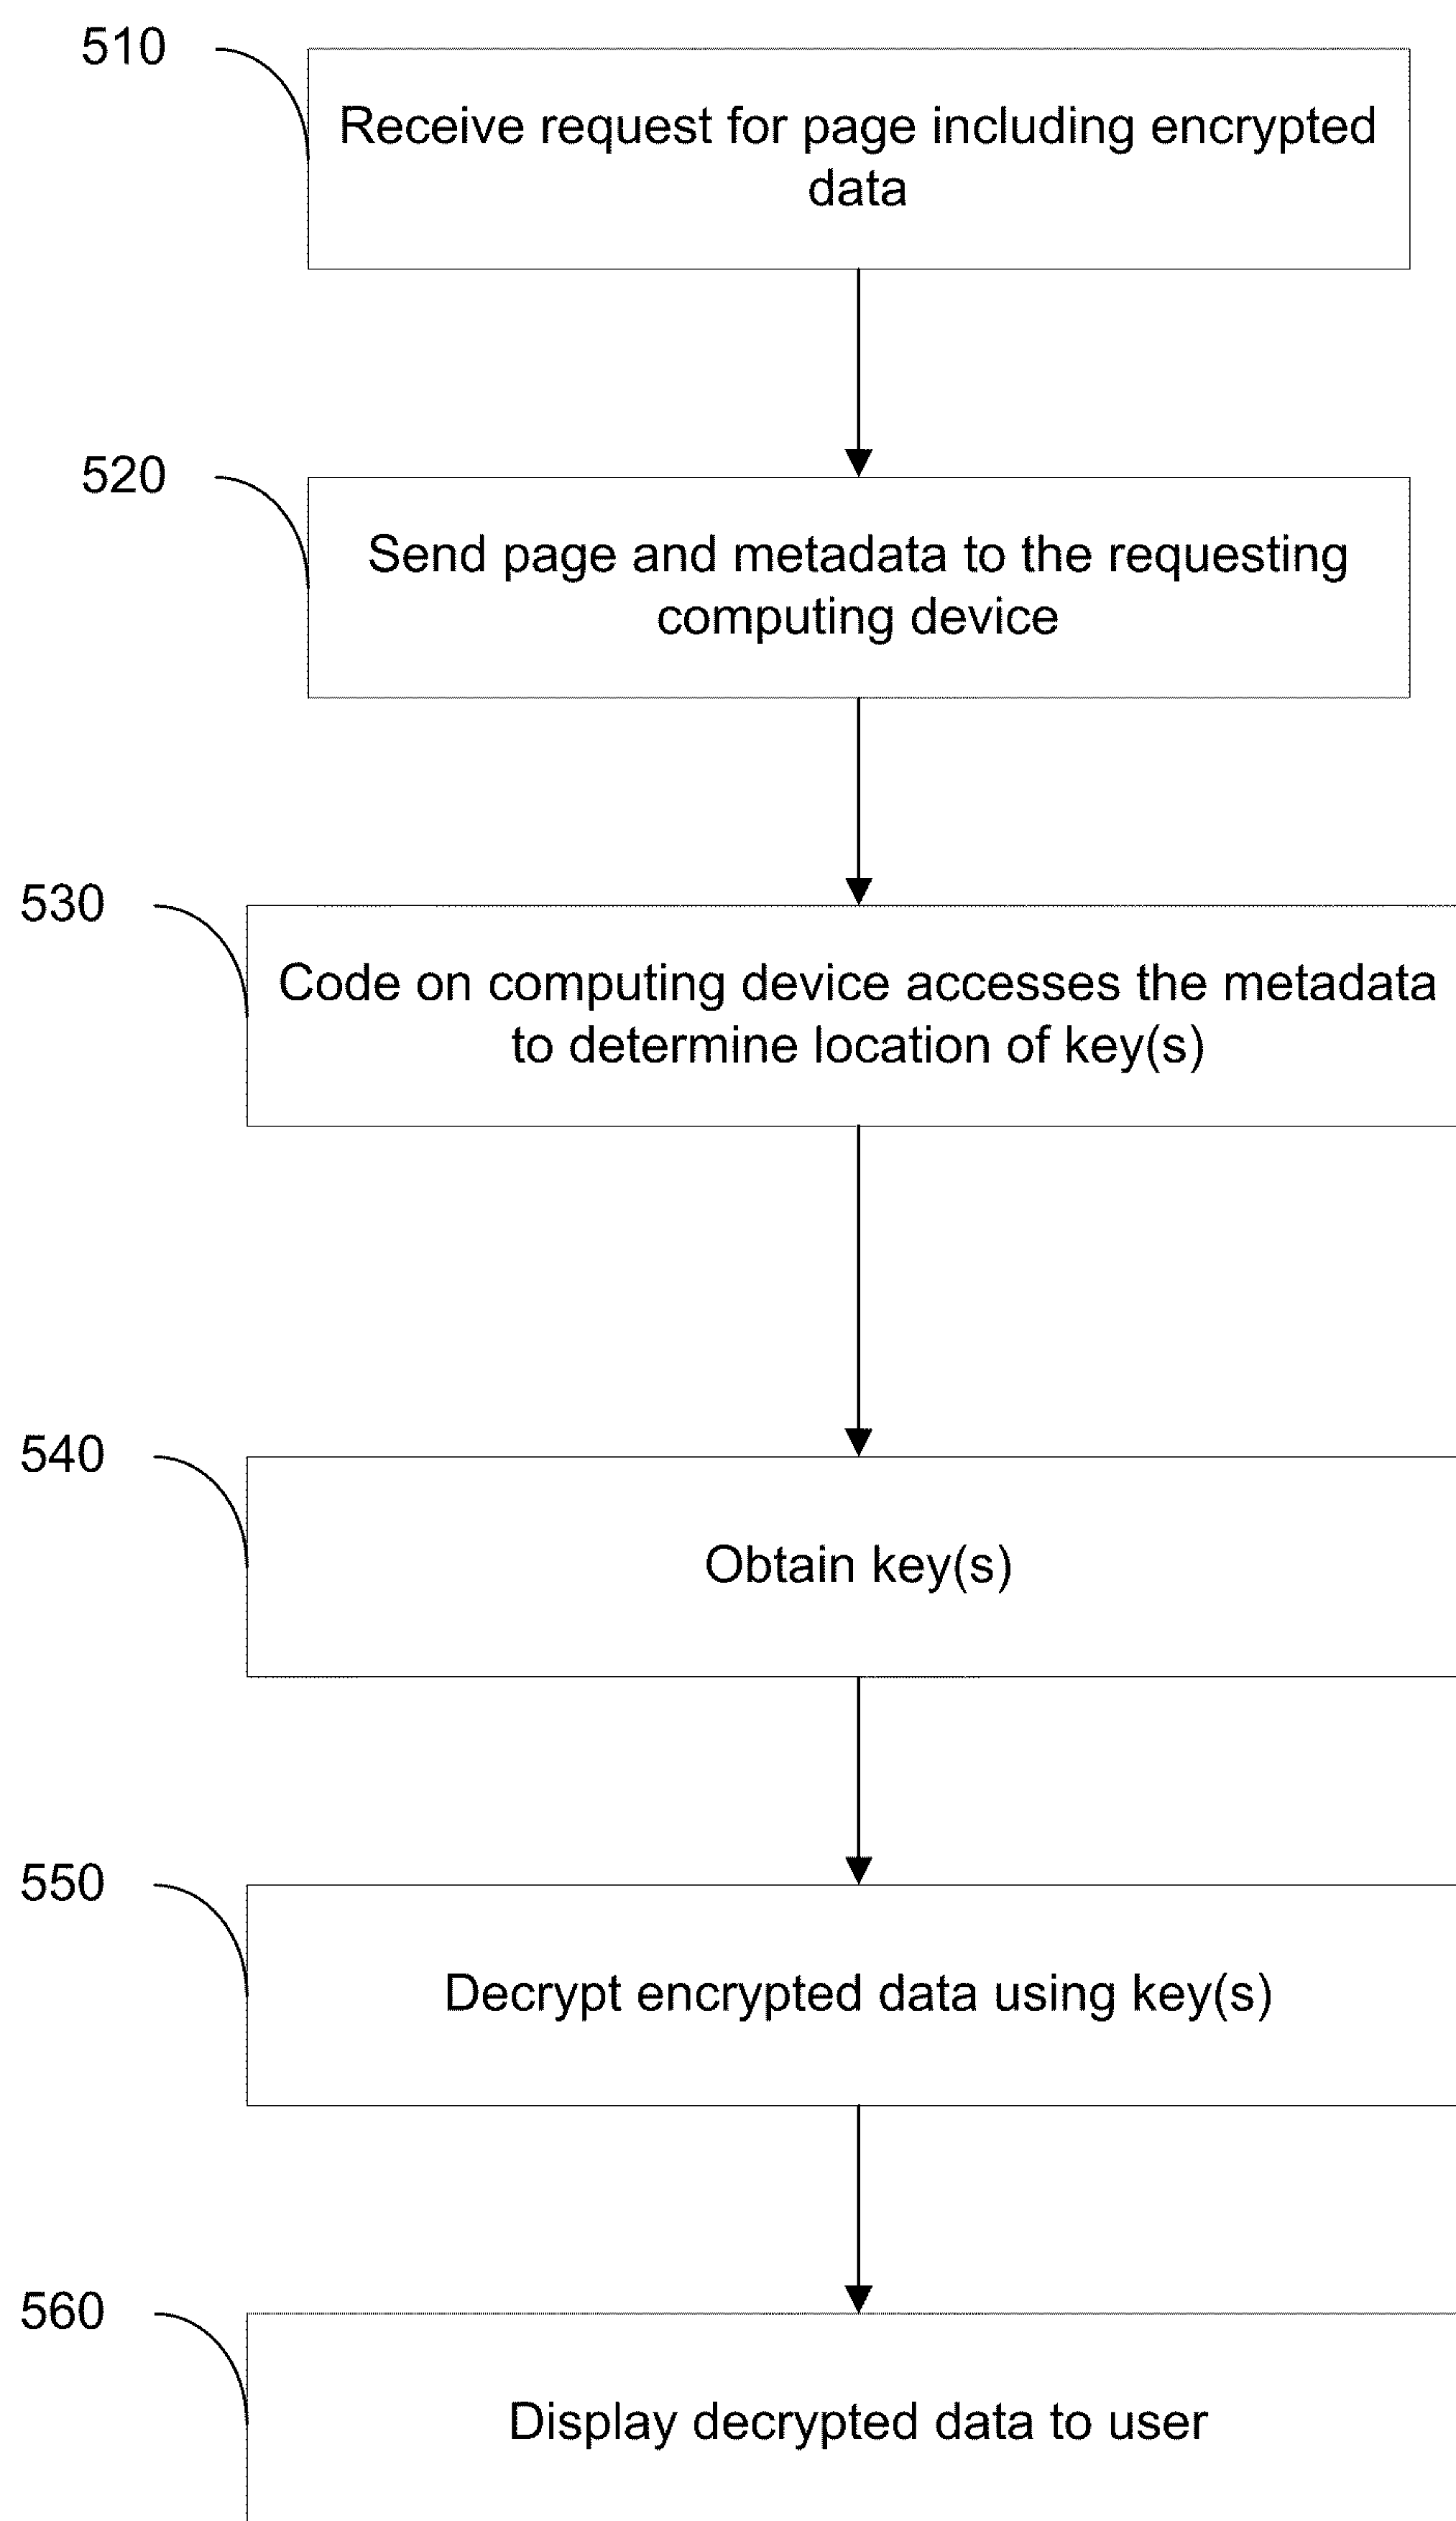 510
Receive request for page including encrypted
data
520
Send page and metadata to the requesting
computing device
530
Code on computing device accesses the metadata
to determine location of key(s)
540
Obtain key(s)
550
Decrypt encrypted data using key(s)
560
Display decrypted data to user